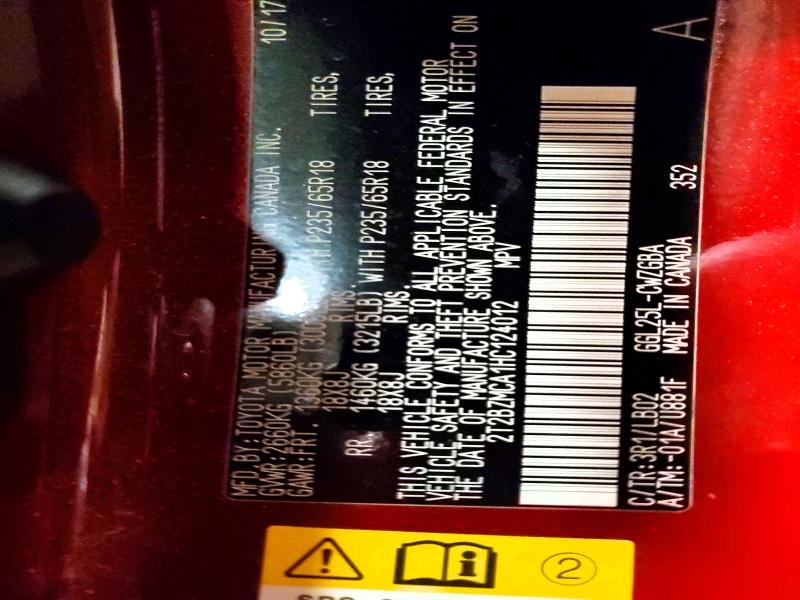 MFD.BY:TOYOTA MOTOR MANUFACTURING CANADA INC. 10/17
GVWR:2660KG (5860LB)
GAWR:FRT. 1360KG WITH P235/65R18 TIRES,
18X8J RIMS,
RR. 1460KG (3215LB) WITH P235/65R18 TIRES,
18X8J RIMS.
THIS VEHICLE CONFORMS TO ALL APPLICABLE FEDERAL MOTOR
VEHICLE SAFETY AND THEFT PREVENTION STANDARDS IN EFFECT ON
THE DATE OF MANUFACTURE SHOWN ABOVE.
2T2BZMCA1HC124012 MPV
A
C/TR:3R1/LB02 GGL25L-CWZGBA 352
A/TM:-01A/U881F MADE IN CANADA
2